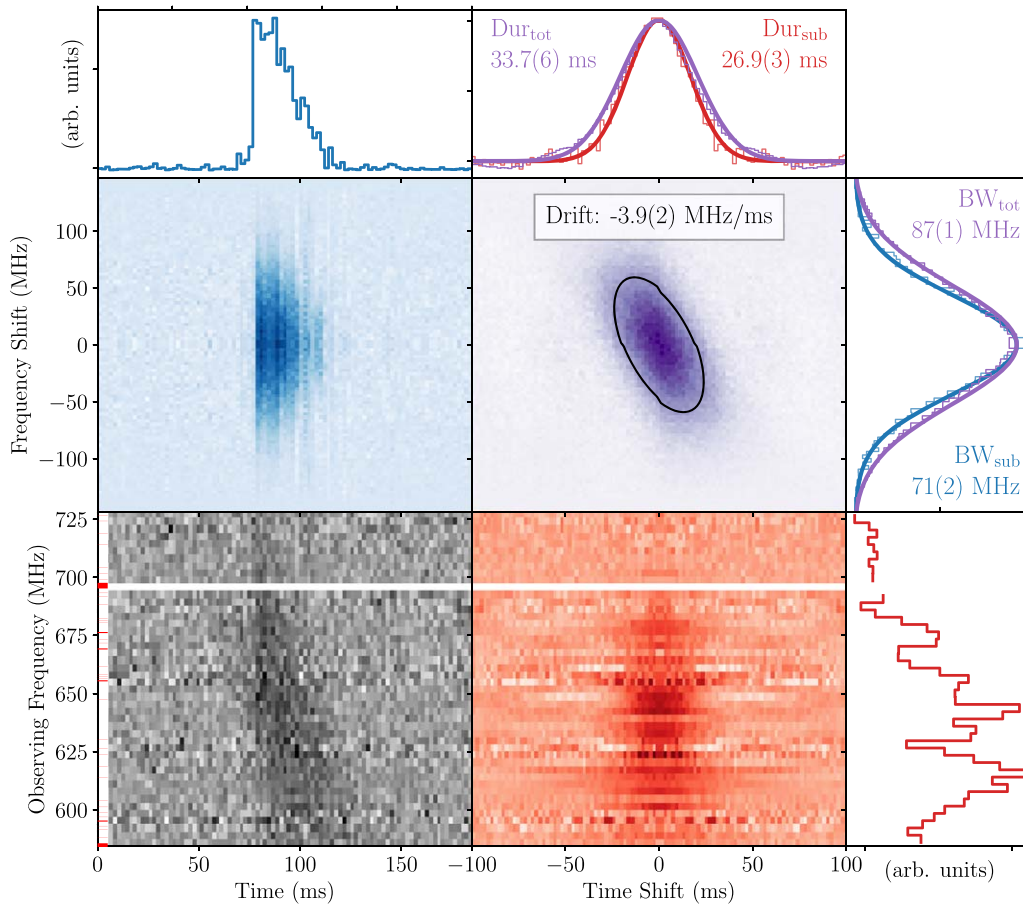 (arb. units)
Dur_tot
33.7(6) ms
Dur_sub
26.9(3) ms
Frequency Shift (MHz)
100
50
0
−50
−100
Drift: -3.9(2) MHz/ms
BW_tot
87(1) MHz
BW_sub
71(2) MHz
Observing Frequency (MHz)
725
700
675
650
625
600
0 50 100 150
Time (ms)
−100 −50 0 50 100
Time Shift (ms)
(arb. units)